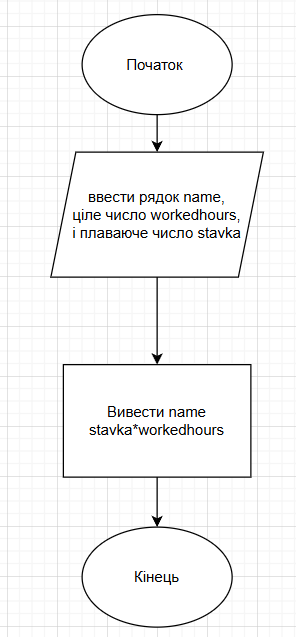 Початок
ввести рядок name,
ціле число workedhours,
і плаваюче число stavka
Вивести name
stavka*workedhours
Кінець